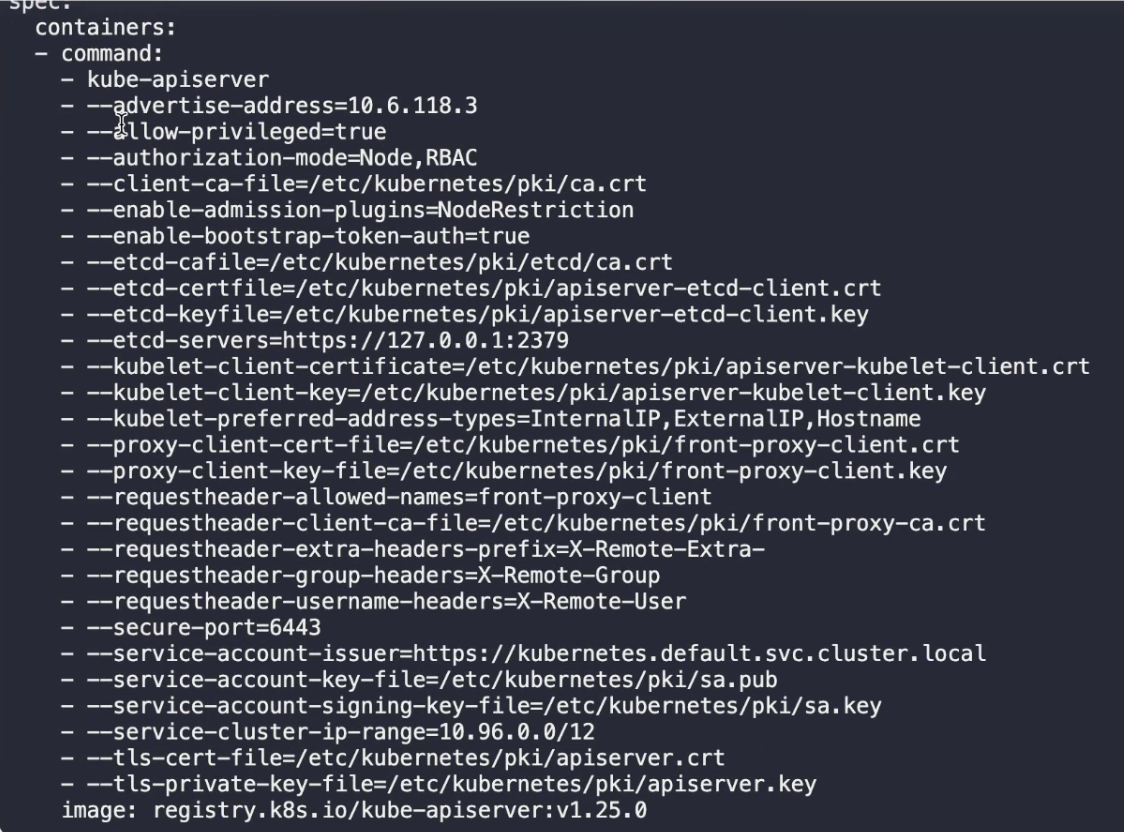 spec:
containers:
- command:
- kube-apiserver
- --advertise-address=10.6.118.3
- --allow-privileged=true
- --authorization-mode=Node,RBAC
- --client-ca-file=/etc/kubernetes/pki/ca.crt
- --enable-admission-plugins=NodeRestriction
- --enable-bootstrap-token-auth=true
- --etcd-cafile=/etc/kubernetes/pki/etcd/ca.crt
- --etcd-certfile=/etc/kubernetes/pki/apiserver-etcd-client.crt
- --etcd-keyfile=/etc/kubernetes/pki/apiserver-etcd-client.key
- --etcd-servers=https://127.0.0.1:2379
- --kubelet-client-certificate=/etc/kubernetes/pki/apiserver-kubelet-client.crt
- --kubelet-client-key=/etc/kubernetes/pki/apiserver-kubelet-client.key
- --kubelet-preferred-address-types=InternalIP,ExternalIP,Hostname
- --proxy-client-cert-file=/etc/kubernetes/pki/front-proxy-client.crt
- --proxy-client-key-file=/etc/kubernetes/pki/front-proxy-client.key
- --requestheader-allowed-names=front-proxy-client
- --requestheader-client-ca-file=/etc/kubernetes/pki/front-proxy-ca.crt
- --requestheader-extra-headers-prefix=X-Remote-Extra-
- --requestheader-group-headers=X-Remote-Group
- --requestheader-username-headers=X-Remote-User
- --secure-port=6443
- --service-account-issuer=https://kubernetes.default.svc.cluster.local
- --service-account-key-file=/etc/kubernetes/pki/sa.pub
- --service-account-signing-key-file=/etc/kubernetes/pki/sa.key
- --service-cluster-ip-range=10.96.0.0/12
- --tls-cert-file=/etc/kubernetes/pki/apiserver.crt
- --tls-private-key-file=/etc/kubernetes/pki/apiserver.key
image: registry.k8s.io/kube-apiserver:v1.25.0